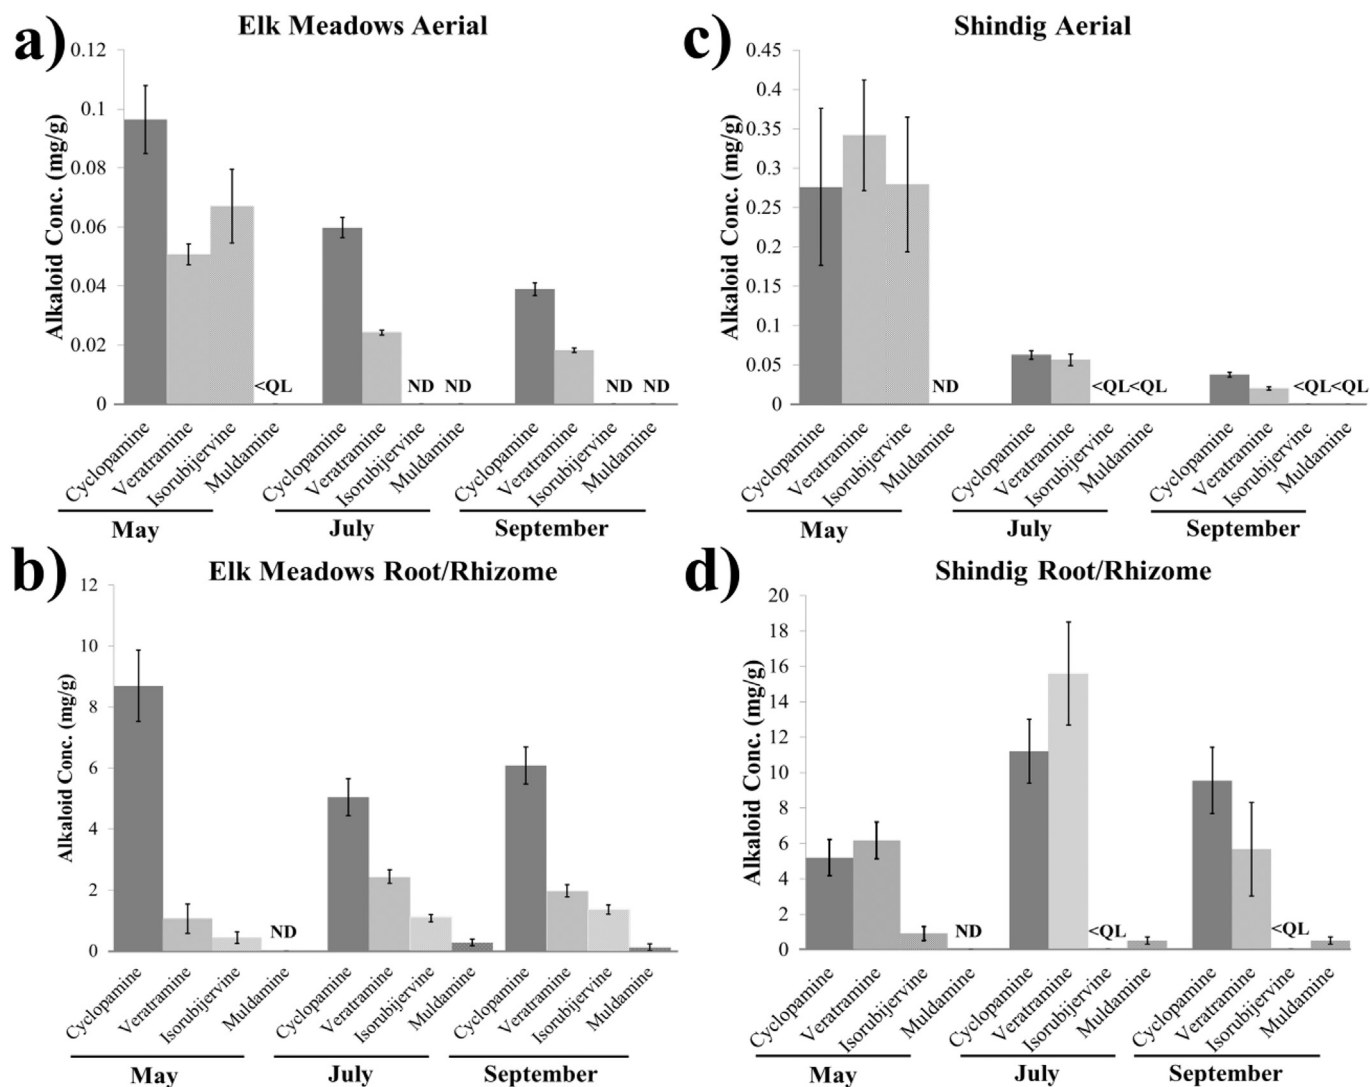 a)
Elk Meadows Aerial
Alkaloid Conc. (mg/g)
0.12
0.1
0.08
0.06
0.04
0.02
0
<QL
ND ND
ND ND
Cyclopamine Veratramine Isorubijervine Muldamine Cyclopamine Veratramine Isorubijervine Muldamine Cyclopamine Veratramine Isorubijervine Muldamine
May July September
c)
Shindig Aerial
Alkaloid Conc. (mg/g)
0.45
0.4
0.35
0.3
0.25
0.2
0.15
0.1
0.05
0
ND
<QL<QL
<QL<QL
Cyclopamine Veratramine Isorubijervine Muldamine Cyclopamine Veratramine Isorubijervine Muldamine Cyclopamine Veratramine Isorubijervine Muldamine
May July September
b)
Elk Meadows Root/Rhizome
Alkaloid Conc. (mg/g)
12
10
8
6
4
2
0
ND
Cyclopamine Veratramine Isorubijervine Muldamine Cyclopamine Veratramine Isorubijervine Muldamine Cyclopamine Veratramine Isorubijervine Muldamine
May July September
d)
Shindig Root/Rhizome
Alkaloid Conc. (mg/g)
20
18
16
14
12
10
8
6
4
2
0
ND
<QL
<QL
Cyclopamine Veratramine Isorubijervine Muldamine Cyclopamine Veratramine Isorubijervine Muldamine Cyclopamine Veratramine Isorubijervine Muldamine
May July September